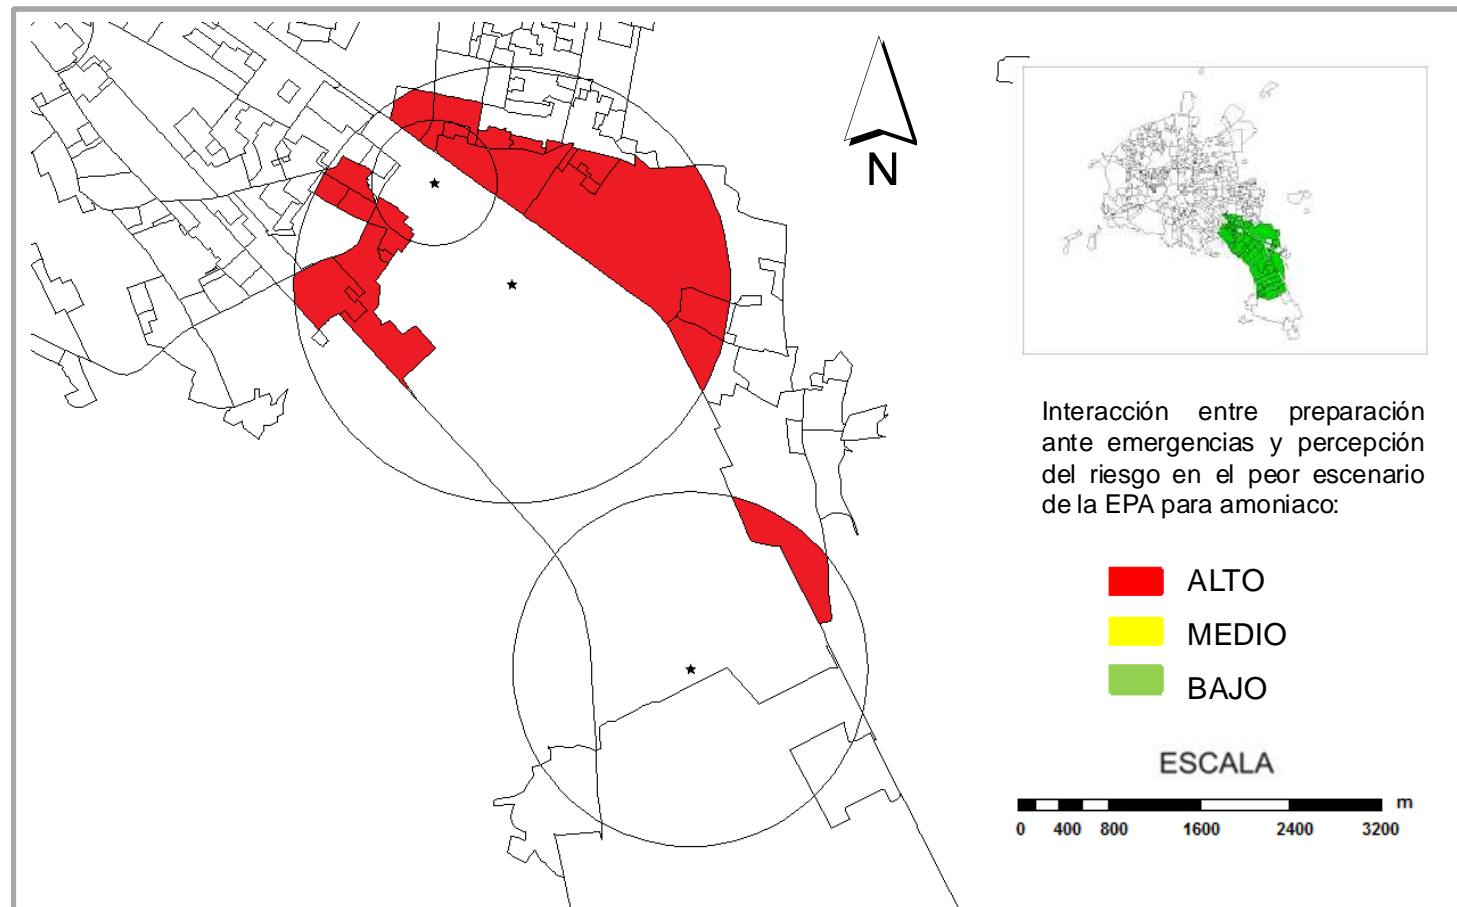 N
Interacción entre preparación
ante emergencias y percepción
del riesgo en el peor escenario
de la EPA para amoniaco:
ALTO
MEDIO
BAJO
ESCALA
m
0 400 800 1600 2400 3200